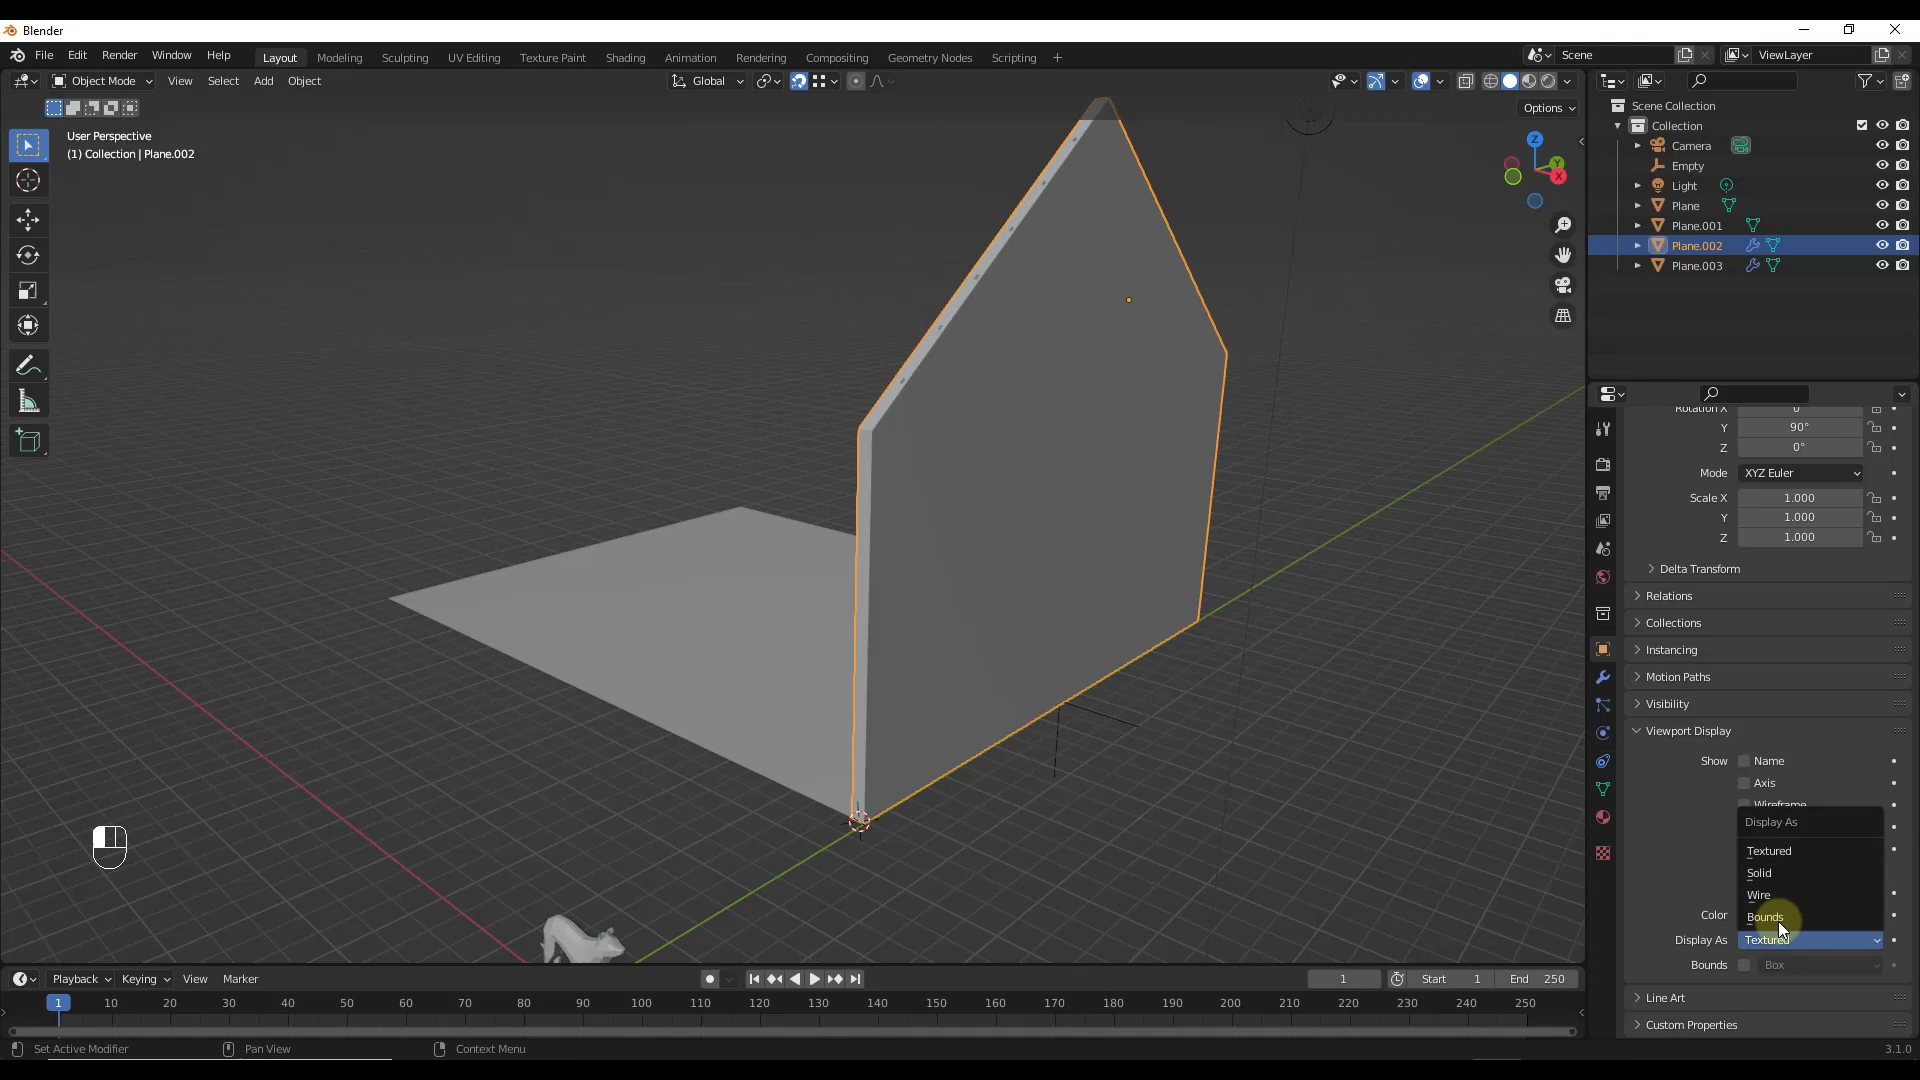 Blender
File Edit Render Window Help Layout Modeling Sculpting UV Editing Texture Paint Shading Animation Rendering Compositing Geometry Nodes Scripting + Scene ViewLayer
Object Mode View Select Add Object Global
Options
User Perspective
(1) Collection | Plane.002
Z
Y
X
Scene Collection
Collection
Camera
Empty
Light
Plane
Plane.001
Plane.002
Plane.003
Rotation X 0°
Y 90°
Z 0°
Mode XYZ Euler
Scale X 1.000
Y 1.000
Z 1.000
Delta Transform
Relations
Collections
Instancing
Motion Paths
Visibility
Viewport Display
Show Name
Axis
Wireframe
Display As
Textured
Solid
Wire
Color Bounds
Display As Textured
Bounds Box
Line Art
Custom Properties
Playback Keying View Marker 1 Start 1 End 250
1 10 20 30 40 50 60 70 80 90 100 110 120 130 140 150 160 170 180 190 200 210 220 230 240 250
Set Active Modifier Pan View Context Menu 3.1.0